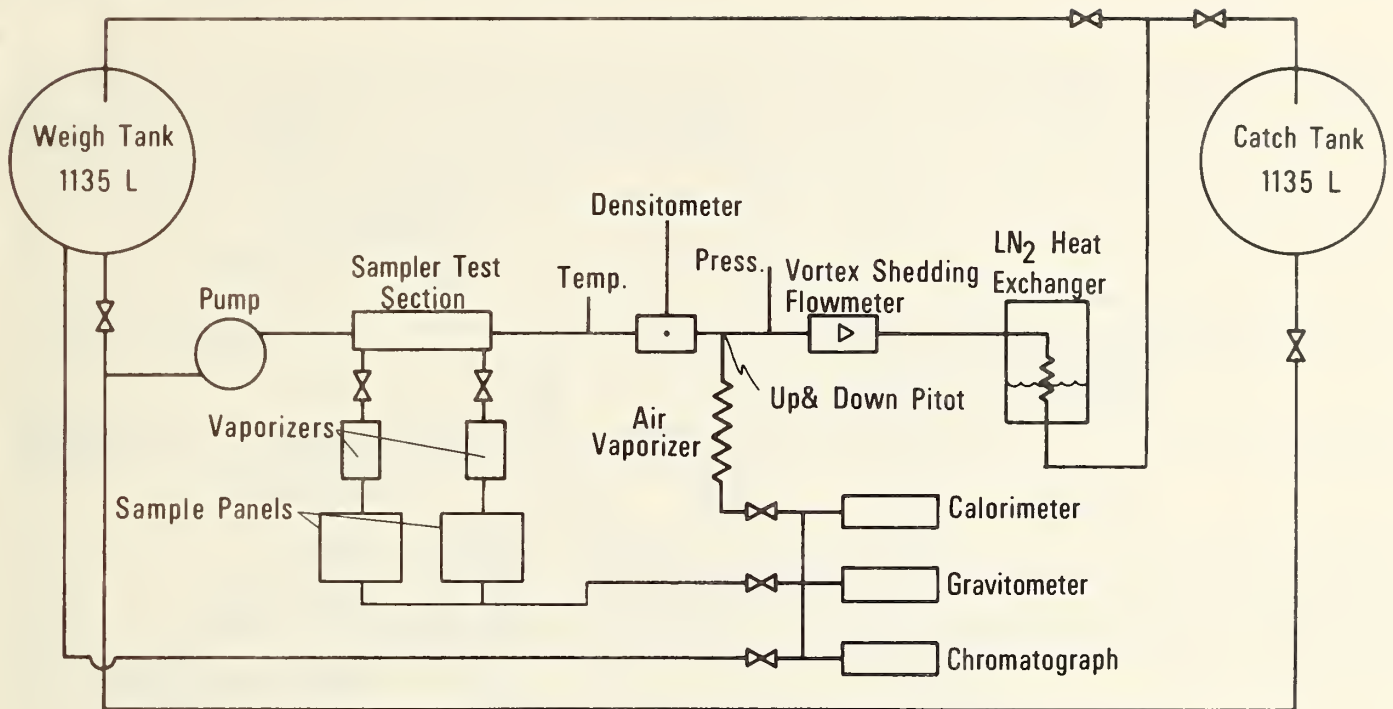 Weigh Tank
1135 L
Catch Tank
1135 L
Densitometer
LN2 Heat
Exchanger
Sampler Test
Section
Temp.
Press.
Vortex Shedding
Flowmeter
Pump
Up& Down Pitot
Vaporizers
Air
Vaporizer
Sample Panels
Calorimeter
Gravitometer
Chromatograph